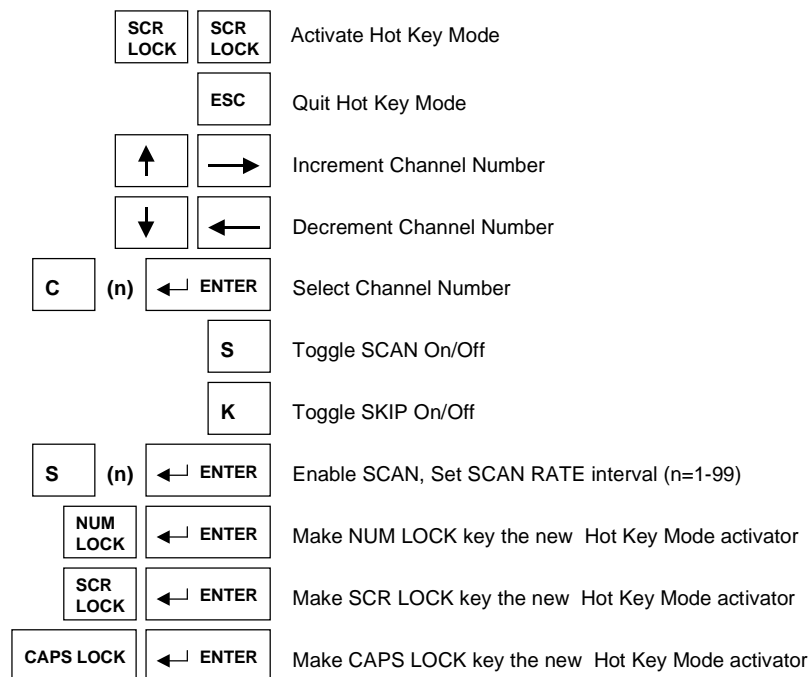 SCR LOCK SCR LOCK Activate Hot Key Mode
ESC Quit Hot Key Mode
Increment Channel Number
Decrement Channel Number
C (n) ENTER Select Channel Number
S Toggle SCAN On/Off
K Toggle SKIP On/Off
S (n) ENTER Enable SCAN, Set SCAN RATE interval (n=1-99)
NUM LOCK ENTER Make NUM LOCK key the new Hot Key Mode activator
SCR LOCK ENTER Make SCR LOCK key the new Hot Key Mode activator
CAPS LOCK ENTER Make CAPS LOCK key the new Hot Key Mode activator